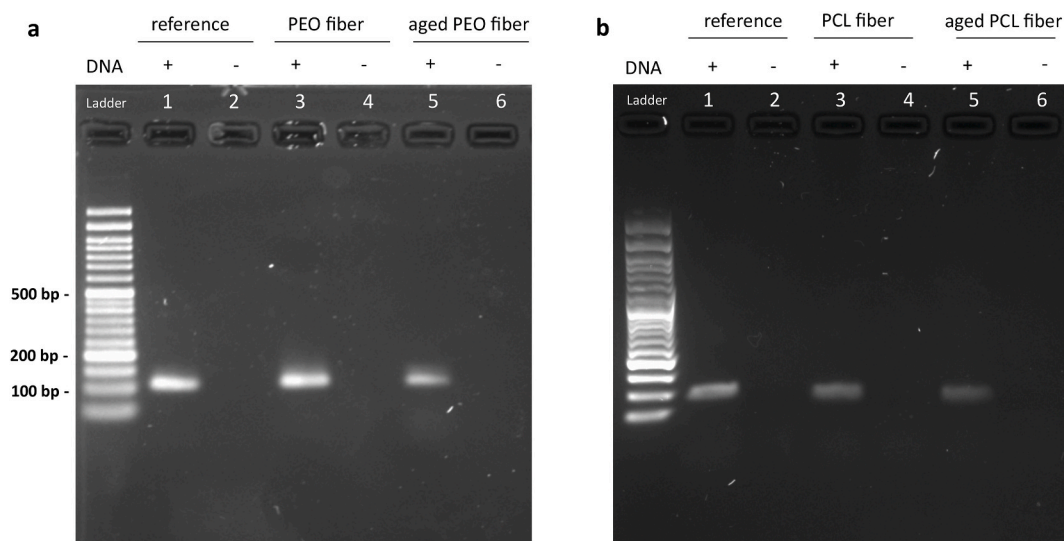 a
reference PEO fiber aged PEO fiber
DNA + - + - + -
Ladder 1 2 3 4 5 6
500 bp -
200 bp -
100 bp -
b
reference PCL fiber aged PCL fiber
DNA + - + - + -
Ladder 1 2 3 4 5 6